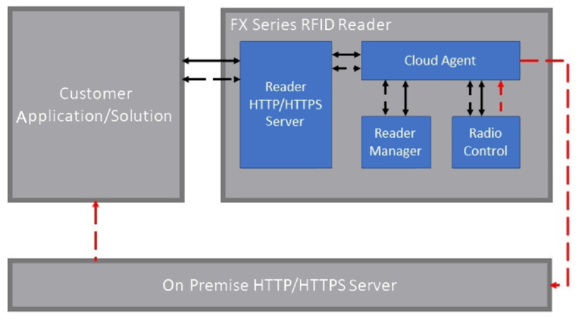 FX Series RFID Reader
Customer
Application/Solution
Reader
HTTP/HTTPS
Server
Cloud Agent
Reader
Manager
Radio
Control
On Premise HTTP/HTTPS Server